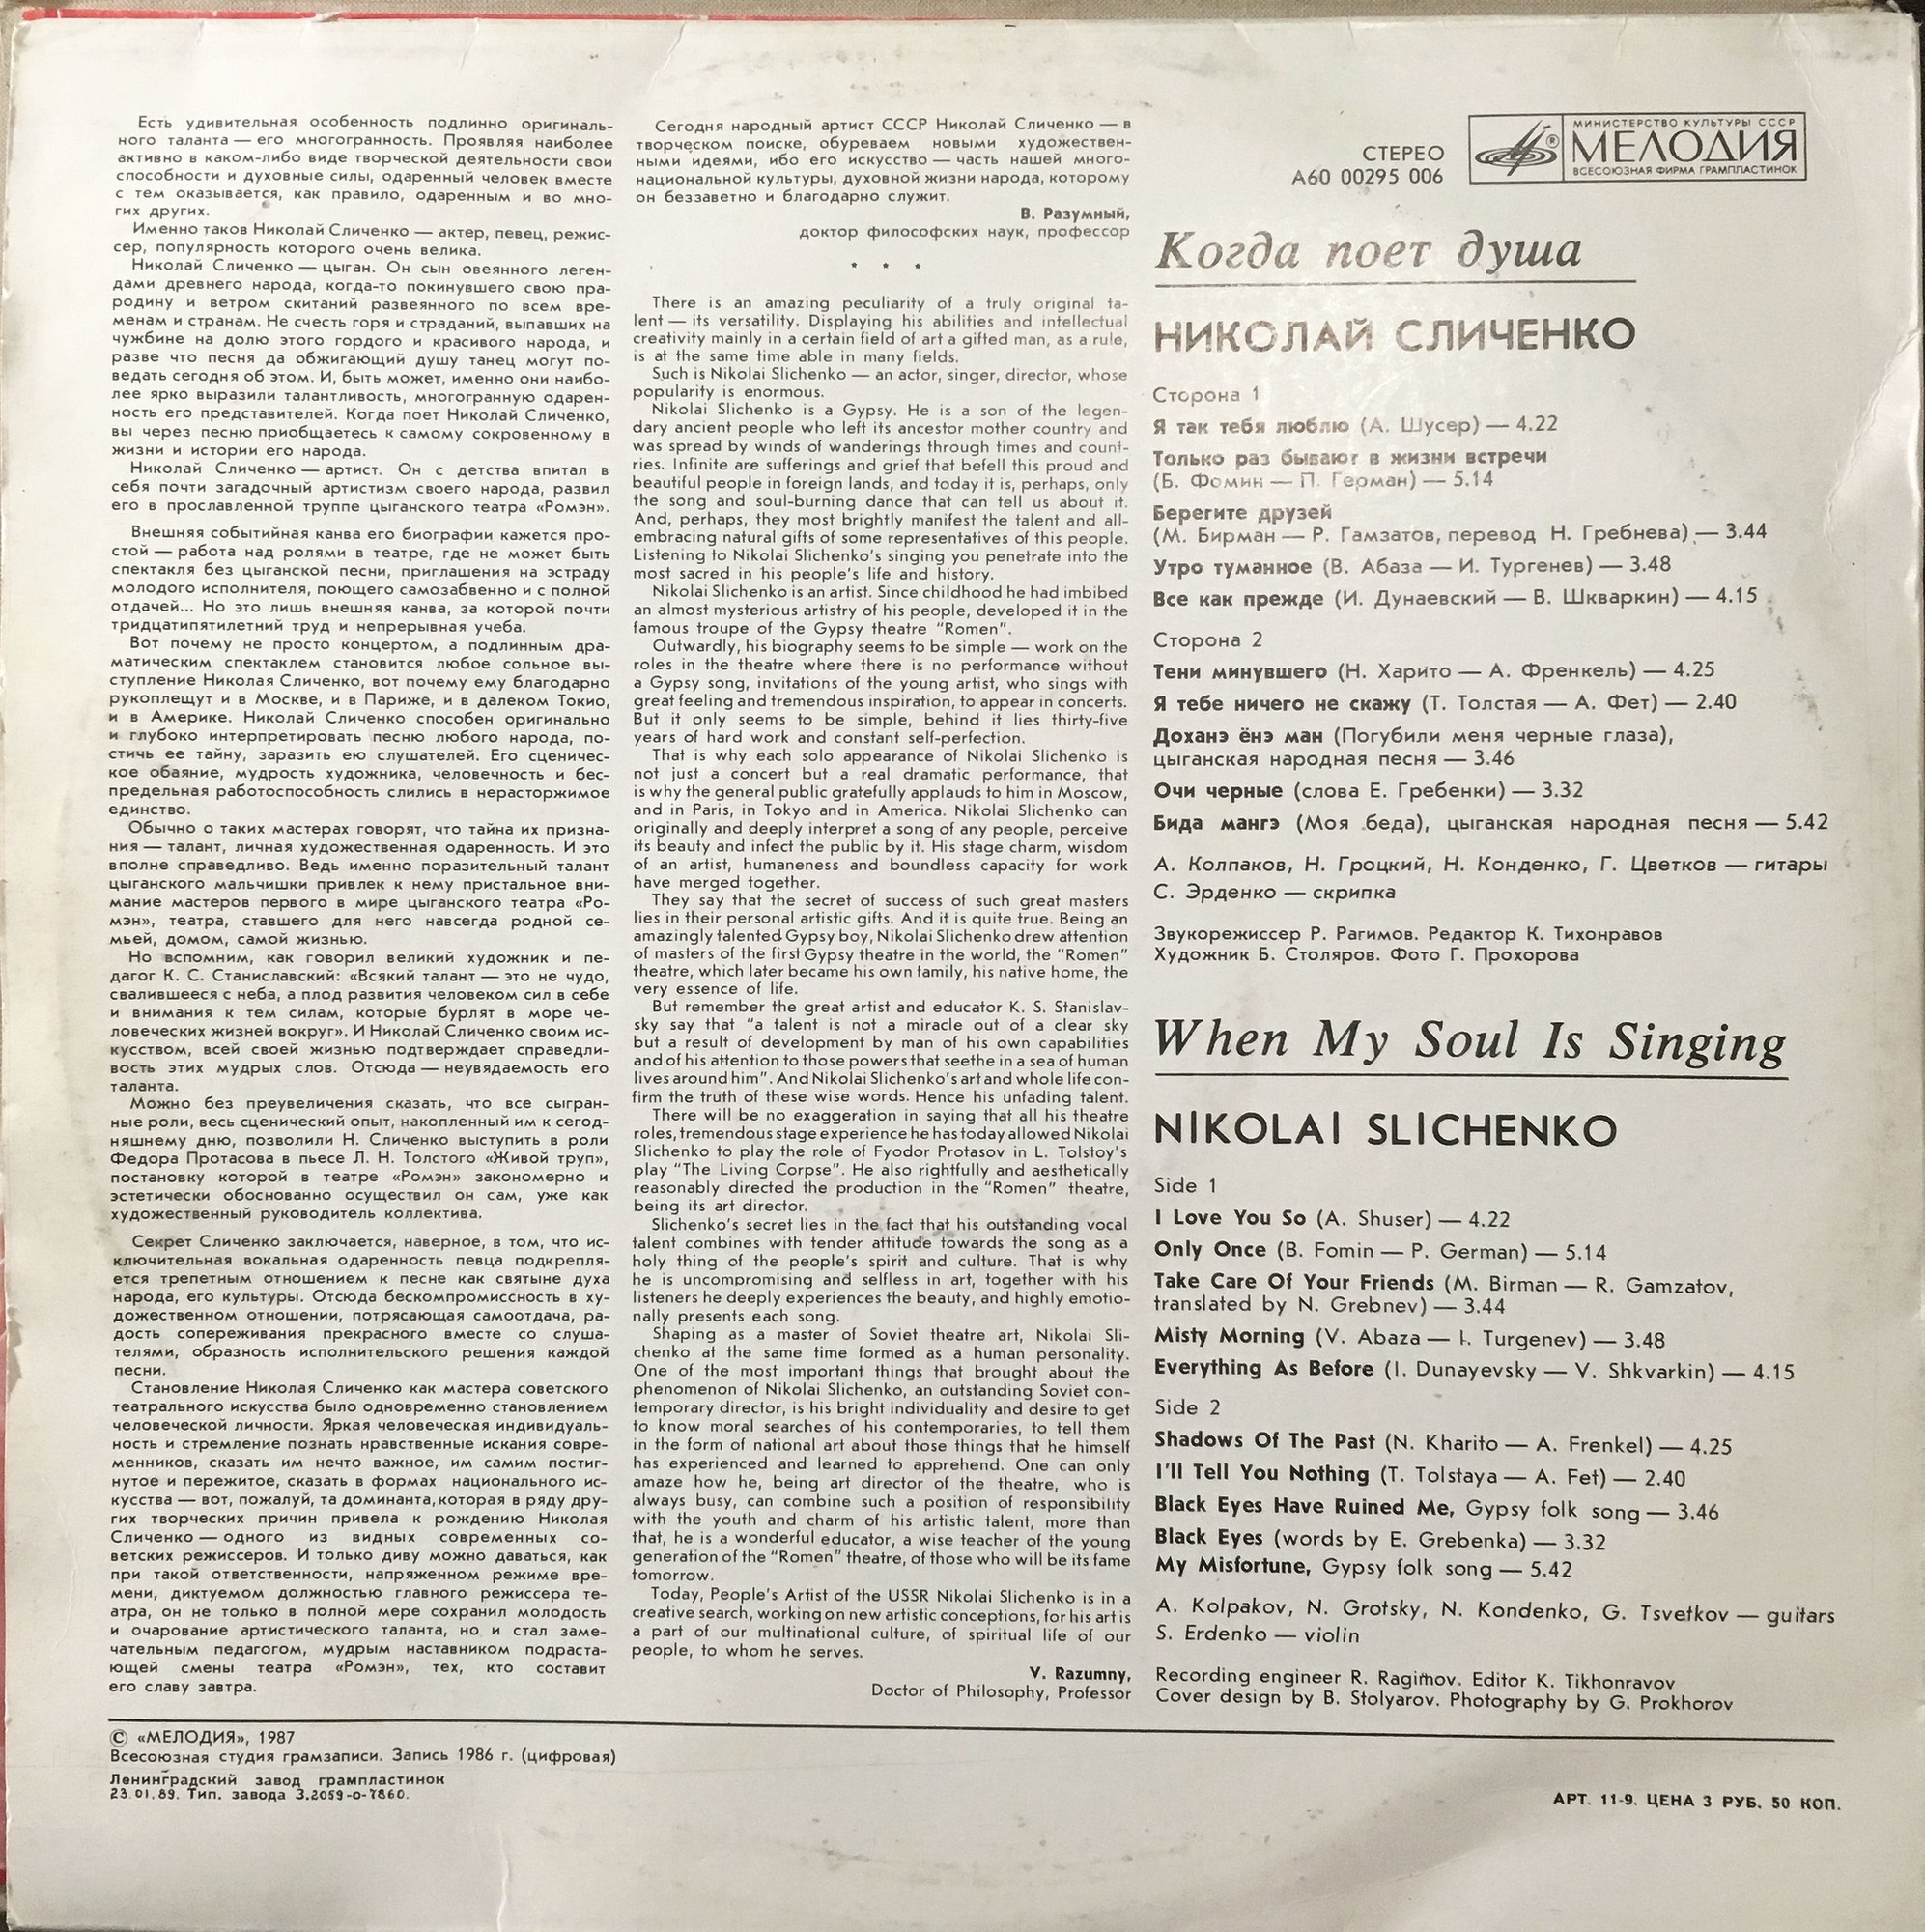 Есть удивительная особенность подлинно оригиналь-
ного таланта — его многогранность. Проявляя наиболее
активно в каком-либо виде творческой деятельности свои
способности и духовные силы, одаренный человек вместе
с тем оказывается, как правило, одаренным и во мно-
гих других.
Именно таков Николай Сличенко — актер, певец, режис-
сер, популярность которого очень велика.
Николай Сличенко — цыган. Он сын овеянного леген-
дами древнего народа, когда-то покинувшего свою пра-
родину и ветром скитаний развеянного по всем вре-
менам и странам. Не счесть горя и страданий, выпавших на
чужбине на долю этого гордого и красивого народа, и
разве что песня да обжигающий душу танец могут по-
ведать сегодня об этом. И, быть может, именно они наибо-
лее ярко выразили талантливость, многогранную одарен-
ность его представителей. Когда поет Николай Сличенко,
вы через песню приобщаетесь к самому сокровенному в
жизни и истории его народа.
Николай Сличенко — артист. Он с детства впитал в
себя почти загадочный артистизм своего народа, развил
его в прославленной труппе цыганского театра «Ромэн».
Внешняя событийная канва его биографии кажется про-
стой — работа над ролями в театре, где не может быть
спектакля без цыганской песни, приглашения на эстраду
молодого исполнителя, поющего самозабвенно и с полной
отдачей... Но это лишь внешняя канва, за которой почти
тридцатипятилетний труд и непрерывная учеба.
Вот почему не просто концертом, а подлинным дра-
матическим спектаклем становится любое сольное вы-
ступление Николая Сличенко, вот почему ему благодарно
рукоплещут и в Москве, и в Париже, и в далеком Токио,
и в Америке. Николай Сличенко способен оригинально
и глубоко интерпретировать песню любого народа, по-
стичь ее тайну, заразить ею слушателей. Его сценичес-
кое обаяние, мудрость художника, человечность и бес-
предельная работоспособность слились в нерасторжимое
единство.
Обычно о таких мастерах говорят, что тайна их призна-
ния — талант, личная художественная одаренность. И это
вполне справедливо. Ведь именно поразительный талант
цыганского мальчишки привлек к нему пристальное вни-
мание мастеров первого в мире цыганского театра «Ро-
мэн», театра, ставшего для него навсегда родной се-
мьей, домом, самой жизнью.
Но вспомним, как говорил великий художник и пе-
дагог К. С. Станиславский: «Всякий талант — это не чудо,
свалившееся с неба, а плод развития человеком сил в себе
и внимания к тем силам, которые бурлят в море че-
ловеческих жизней вокруг». И Николай Сличенко своим ис-
кусством, всей своей жизнью подтверждает справедли-
вость этих мудрых слов. Отсюда — неувядаемость его
таланта.
Можно без преувеличения сказать, что все сыгран-
ные роли, весь сценический опыт, накопленный им к сегод-
няшнему дню, позволили Н. Сличенко выступить в роли
Федора Протасова в пьесе Л. Н. Толстого «Живой труп»,
постановку которой в театре «Ромэн» закономерно и
эстетически обоснованно осуществил он сам, уже как
художественный руководитель коллектива.
Секрет Сличенко заключается, наверное, в том, что ис-
ключительная вокальная одаренность певца подкрепля-
ется трепетным отношением к песне как святыне духа
народа, его культуры. Отсюда бескомпромиссность в ху-
дожественном отношении, потрясающая самоотдача, ра-
дость сопереживания прекрасного вместе со слуша-
телями, образность исполнительского решения каждой
песни.
Становление Николая Сличенко как мастера советского
театрального искусства было одновременно становлением
человеческой личности. Яркая человеческая индивидуаль-
ность и стремление познать нравственные искания совре-
менников, сказать им нечто важное, им самим постиг-
нутое и пережитое, сказать в формах национального ис-
кусства — вот, пожалуй, та доминанта, которая в ряду дру-
гих творческих причин привела к рождению Николая
Сличенко — одного из видных современных со-
ветских режиссеров. И только диву можно даваться, как
при такой ответственности, напряженном режиме вре-
мени, диктуемом должностью главного режиссера те-
атра, он не только в полной мере сохранил молодость
и очарование артистического таланта, но и стал заме-
чательным педагогом, мудрым наставником подраста-
ющей смены театра «Ромэн», тех, кто составит
его славу завтра.
Сегодня народный артист СССР Николай Сличенко — в
творческом поиске, обуреваем новыми художествен-
ными идеями, ибо его искусство — часть нашей много-
национальной культуры, духовной жизни народа, которому
он беззаветно и благодарно служит.
В. Разумный,
доктор философских наук, профессор
* * *
There is an amazing peculiarity of a truly original ta-
lent — its versatility. Displaying his abilities and intellectual
creativity mainly in a certain field of art a gifted man, as a rule,
is at the same time able in many fields.
Such is Nikolai Slichenko — an actor, singer, director, whose
popularity is enormous.
Nikolai Slichenko is a Gypsy. He is a son of the legen-
dary ancient people who left its ancestor mother country and
was spread by winds of wanderings through times and count-
ries. Infinite are sufferings and grief that befell this proud and
beautiful people in foreign lands, and today it is, perhaps, only
the song and soul-burning dance that can tell us about it.
And, perhaps, they most brightly manifest the talent and all-
embracing natural gifts of some representatives of this people.
Listening to Nikolai Slichenko's singing you penetrate into the
most sacred in his people's life and history.
Nikolai Slichenko is an artist. Since childhood he had imbibed
an almost mysterious artistry of his people, developed it in the
famous troupe of the Gypsy theatre "Romen".
Outwardly, his biography seems to be simple — work on the
roles in the theatre where there is no performance without
a Gypsy song, invitations of the young artist, who sings with
great feeling and tremendous inspiration, to appear in concerts.
But it only seems to be simple, behind it lies thirty-five
years of hard work and constant self-perfection.
That is why each solo appearance of Nikolai Slichenko is
not just a concert but a real dramatic performance, that
is why the general public gratefully applauds to him in Moscow,
and in Paris, in Tokyo and in America. Nikolai Slichenko can
originally and deeply interpret a song of any people, perceive
its beauty and infect the public by it. His stage charm, wisdom
of an artist, humaneness and boundless capacity for work
have merged together.
They say that the secret of success of such great masters
lies in their personal artistic gifts. And it is quite true. Being an
amazingly talented Gypsy boy, Nikolai Slichenko drew attention
of masters of the first Gypsy theatre in the world, the "Romen"
theatre, which later became his own family, his native home, the
very essence of life.
But remember the great artist and educator K. S. Stanislav-
sky say that "a talent is not a miracle out of a clear sky
but a result of development by man of his own capabilities
and of his attention to those powers that seethe in a sea of human
lives around him". And Nikolai Slichenko's art and whole life con-
firm the truth of these wise words. Hence his unfading talent.
There will be no exaggeration in saying that all his theatre
roles, tremendous stage experience he has today allowed Nikolai
Slichenko to play the role of Fyodor Protasov in L. Tolstoy's
play "The Living Corpse". He also rightfully and aesthetically
reasonably directed the production in the "Romen" theatre,
being its art director.
Slichenko's secret lies in the fact that his outstanding vocal
talent combines with tender attitude towards the song as a
holy thing of the people's spirit and culture. That is why
he is uncompromising and selfless in art, together with his
listeners he deeply experiences the beauty, and highly emotio-
nally presents each song.
Shaping as a master of Soviet theatre art, Nikolai Sli-
chenko at the same time formed as a human personality.
One of the most important things that brought about the
phenomenon of Nikolai Slichenko, an outstanding Soviet con-
temporary director, is his bright individuality and desire to get
to know moral searches of his contemporaries, to tell them
in the form of national art about those things that he himself
has experienced and learned to apprehend. One can only
amaze how he, being art director of the theatre, who is
always busy, can combine such a position of responsibility
with the youth and charm of his artistic talent, more than
that, he is a wonderful educator, a wise teacher of the young
generation of the "Romen" theatre, of those who will be its fame
tomorrow.
Today, People's Artist of the USSR Nikolai Slichenko is in a
creative search, working on new artistic conceptions, for his art is
a part of our multinational culture, of spiritual life of our
people, to whom he serves.
V. Razumny,
Doctor of Philosophy, Professor
СТЕРЕО
А60 00295 006
МИНИСТЕРСТВО КУЛЬТУРЫ СССР
® МЕЛОДИЯ
ВСЕСОЮЗНАЯ ФИРМА ГРАМПЛАСТИНОК
Когда поет душа
НИКОЛАЙ СЛИЧЕНКО
Сторона 1
Я так тебя люблю (А. Шусер) — 4.22
Только раз бывают в жизни встречи
(Б. Фомин — П. Герман) — 5.14
Берегите друзей
(М. Бирман — Р. Гамзатов, перевод Н. Гребнева) — 3.44
Утро туманное (В. Абаза — И. Тургенев) — 3.48
Все как прежде (И. Дунаевский — В. Шкваркин) — 4.15
Сторона 2
Тени минувшего (Н. Харито — А. Френкель) — 4.25
Я тебе ничего не скажу (Т. Толстая — А. Фет) — 2.40
Доханэ ёнэ ман (Погубили меня черные глаза),
цыганская народная песня — 3.46
Очи черные (слова Е. Гребенки) — 3.32
Бида мангэ (Моя беда), цыганская народная песня — 5.42
А. Колпаков, Н. Гроцкий, Н. Конденко, Г. Цветков — гитары
С. Эрденко — скрипка
Звукорежиссер Р. Рагимов. Редактор К. Тихонравов
Художник Б. Столяров. Фото Г. Прохорова
When My Soul Is Singing
NIKOLAI SLICHENKO
Side 1
I Love You So (A. Shuser) — 4.22
Only Once (B. Fomin — P. German) — 5.14
Take Care Of Your Friends (M. Birman — R. Gamzatov,
translated by N. Grebnev) — 3.44
Misty Morning (V. Abaza — I. Turgenev) — 3.48
Everything As Before (I. Dunayevsky — V. Shkvarkin) — 4.15
Side 2
Shadows Of The Past (N. Kharito — A. Frenkel) — 4.25
I'll Tell You Nothing (T. Tolstaya — A. Fet) — 2.40
Black Eyes Have Ruined Me, Gypsy folk song — 3.46
Black Eyes (words by E. Grebenka) — 3.32
My Misfortune, Gypsy folk song — 5.42
A. Kolpakov, N. Grotsky, N. Kondenko, G. Tsvetkov — guitars
S. Erdenko — violin
Recording engineer R. Ragimov. Editor K. Tikhonravov
Cover design by B. Stolyarov. Photography by G. Prokhorov
© «МЕЛОДИЯ», 1987
Всесоюзная студия грамзаписи. Запись 1986 г. (цифровая)
Ленинградский завод грампластинок
23.01.89. Тип. завода З.2059-о-7860.
АРТ. 11-9. ЦЕНА 3 РУБ. 50 КОП.